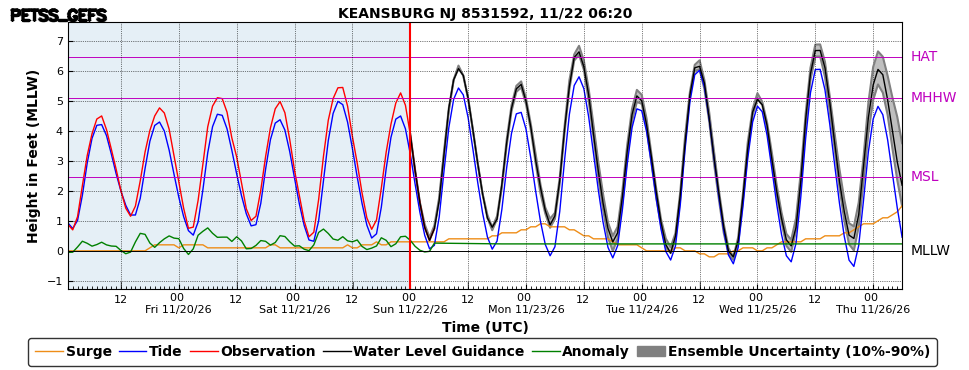 PETSS_GEFS
KEANSBURG NJ 8531592, 11/22 06:20
Height in Feet (MLLW)
7
6
5
4
3
2
1
0
−1
HAT
MHHW
MSL
MLLW
12 00 12 00 12 00 12 00 12 00 12 00 12 00
Fri 11/20/26 Sat 11/21/26 Sun 11/22/26 Mon 11/23/26 Tue 11/24/26 Wed 11/25/26 Thu 11/26/26
Time (UTC)
Surge Tide Observation Water Level Guidance Anomaly Ensemble Uncertainty (10%-90%)